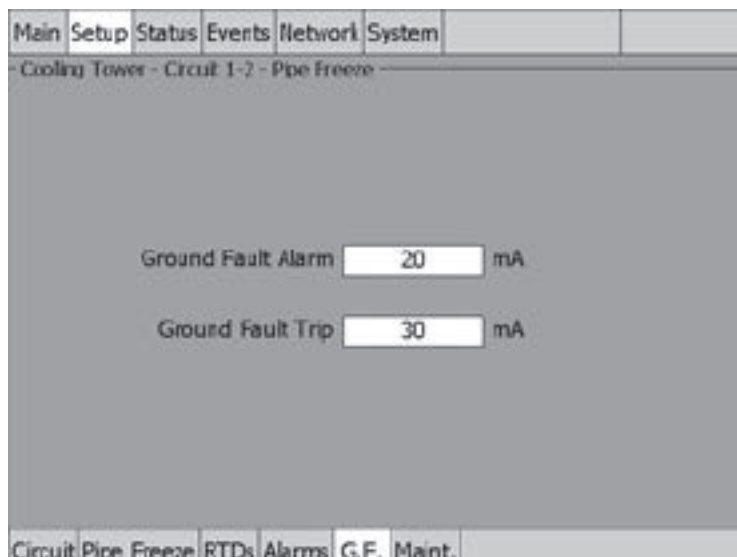 Main Setup Status Events Network System
Cooling Tower - Circuit 1-2 - Pipe Freeze
Ground Fault Alarm 20 mA
Ground Fault Trip 30 mA
Circuit Pipe Freeze RTDs Alarms G.F. Maint.